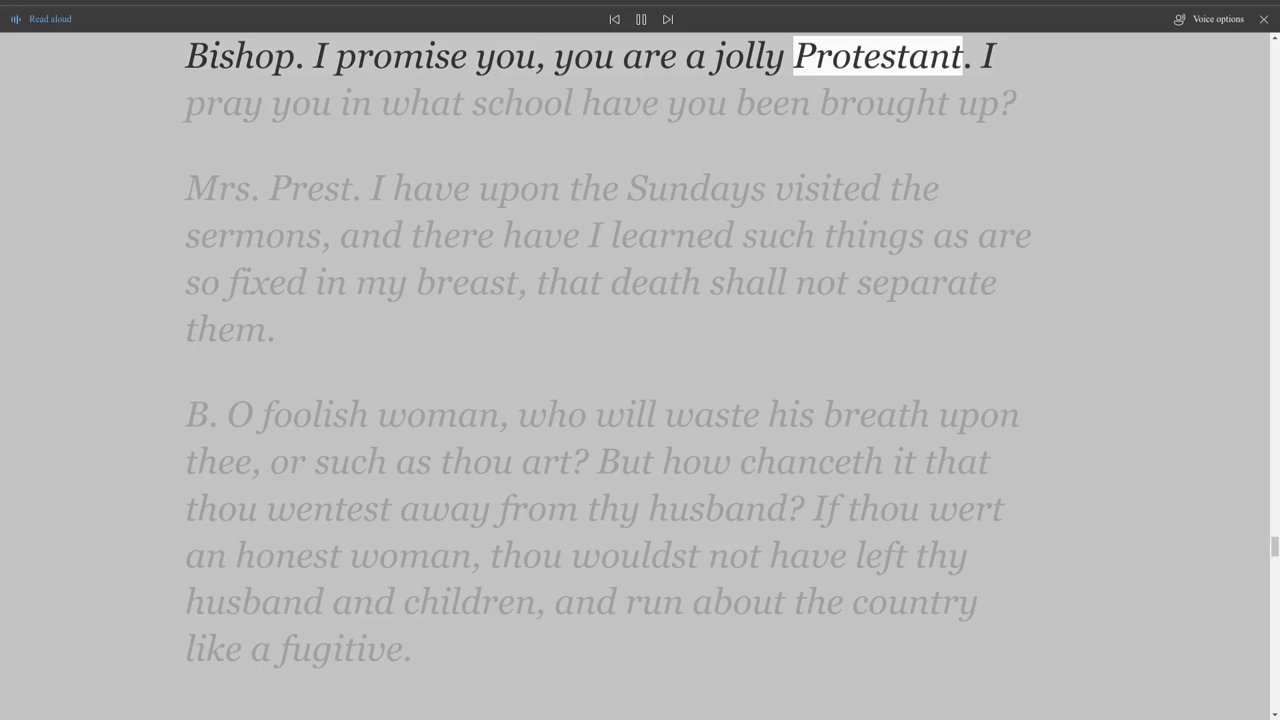 Read aloud
Voice options
Bishop. I promise you, you are a jolly Protestant. I
pray you in what school have you been brought up?
Mrs. Prest. I have upon the Sundays visited the
sermons, and there have I learned such things as are
so fixed in my breast, that death shall not separate
them.
B. O foolish woman, who will waste his breath upon
thee, or such as thou art? But how chanceth it that
thou wentest away from thy husband? If thou wert
an honest woman, thou wouldst not have left thy
husband and children, and run about the country
like a fugitive.